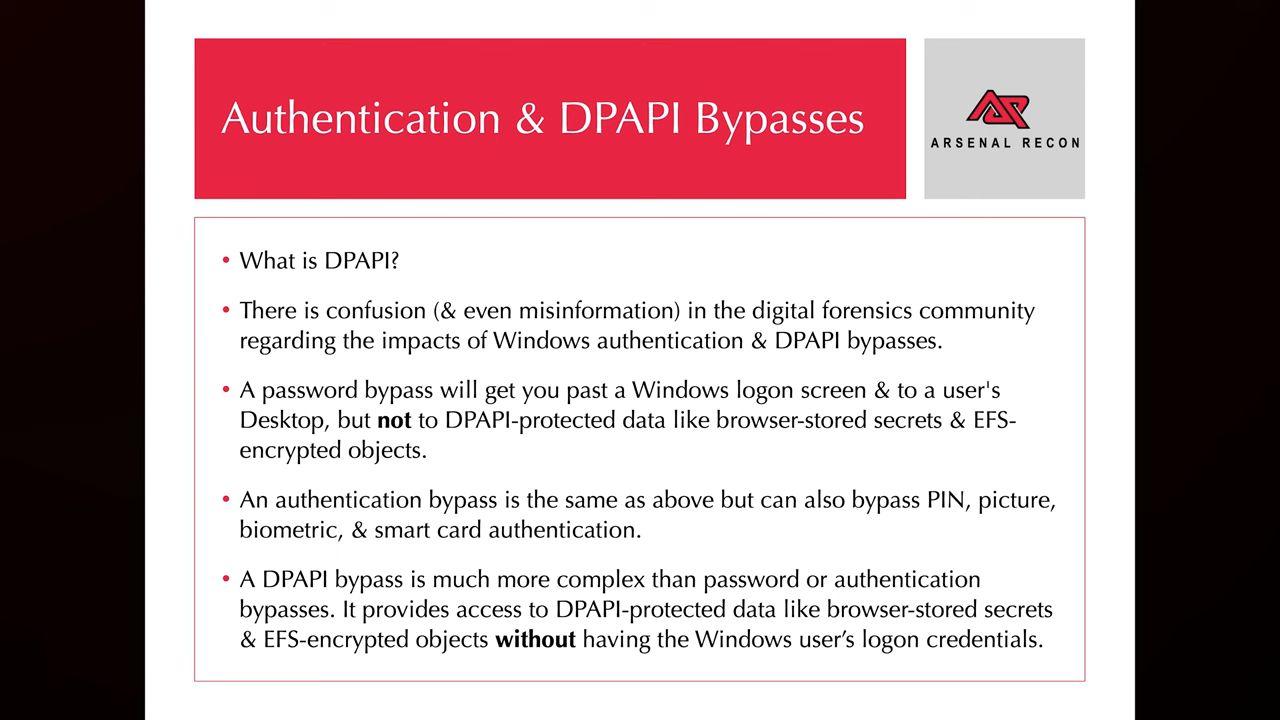 Authentication & DPAPI Bypasses
ARSENAL RECON
• What is DPAPI?
• There is confusion (& even misinformation) in the digital forensics community
regarding the impacts of Windows authentication & DPAPI bypasses.
• A password bypass will get you past a Windows logon screen & to a user's
Desktop, but not to DPAPI-protected data like browser-stored secrets & EFS-
encrypted objects.
• An authentication bypass is the same as above but can also bypass PIN, picture,
biometric, & smart card authentication.
• A DPAPI bypass is much more complex than password or authentication
bypasses. It provides access to DPAPI-protected data like browser-stored secrets
& EFS-encrypted objects without having the Windows user’s logon credentials.